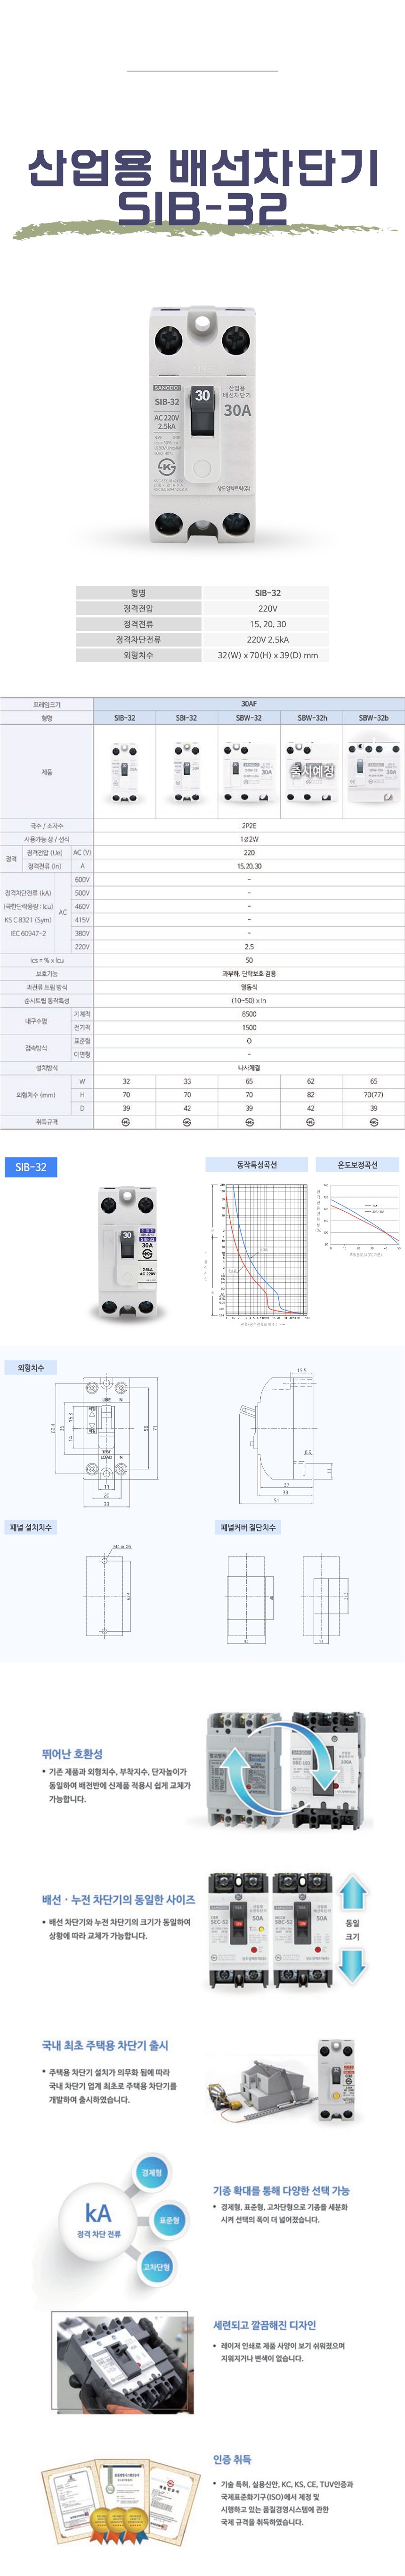 산업용 배선차단기
SIB-32
SANGDO
SIB-32
AC 220V
2.5kA
30
산업용
배선차단기
30A
상도일렉트릭(주)
형명 SIB-32
정격전압 220V
정격전류 15, 20, 30
정격차단전류 220V 2.5kA
외형치수 32(W) x 70(H) x 39(D) mm
프레임크기 30AF
형명 SIB-32 SBI-32 SBW-32 SBW-32h SBW-32b
제품 출시예정
극수 / 소자수 2P2E
사용가능 상 / 선식 1Ø2W
정격 정격전압 (Ue) AC (V) 220
정격전류 (In) A 15, 20, 30
정격차단전류 (kA)
(극한단락용량 : Icu)
KS C 8321 (Sym)
IEC 60947-2
AC
600V -
500V -
460V -
415V -
380V -
220V 2.5
Ics = % x Icu 50
보호기능 과부하, 단락보호 겸용
과전류 트립 방식 열동식
순시트립 동작특성 (10~50) x In
내구수명 기계적 8500
전기적 1500
접속방식 표준형 O
이면형 -
설치방식 나사체결
외형치수 (mm) W 32 33 65 62 65
H 70 70 70 82 70(77)
D 39 42 39 42 39
취득규격
SIB-32
동작특성곡선
온도보정곡선
30
SIB-32
30A
2.5kA
AC 220V
외형치수
LINE N
LOAD N
62.4
36
15.3
14
56
71
11
20
33
15.5
6.9
11
37
39
51
패널 설치치수
패널커버 절단치수
뛰어난 호환성
• 기존 제품과 외형치수, 부착치수, 단자높이가
동일하여 배전반에 신제품 적용시 쉽게 교체가
가능합니다.
배선 · 누전 차단기의 동일한 사이즈
• 배선 차단기와 누전 차단기의 크기가 동일하여
상황에 따라 교체가 가능합니다.
50A
50A
동일
크기
국내 최초 주택용 차단기 출시
• 주택용 차단기 설치가 의무화 됨에 따라
국내 차단기 업계 최초로 주택용 차단기를
개발하여 출시하였습니다.
kA
정격 차단 전류
경제형
표준형
고차단형
기종 확대를 통해 다양한 선택 가능
• 경제형, 표준형, 고차단형으로 기종을 세분화
시켜 선택의 폭이 더 넓어졌습니다.
세련되고 깔끔해진 디자인
• 레이저 인쇄로 제품 사양이 보기 쉬워졌으며
지워지거나 변색이 없습니다.
인증 취득
• 기술 특허, 실용신안, KC, KS, CE, TUV인증과
국제표준화기구(ISO)에서 제정 및
시행하고 있는 품질경영시스템에 관한
국제 규격을 취득하였습니다.